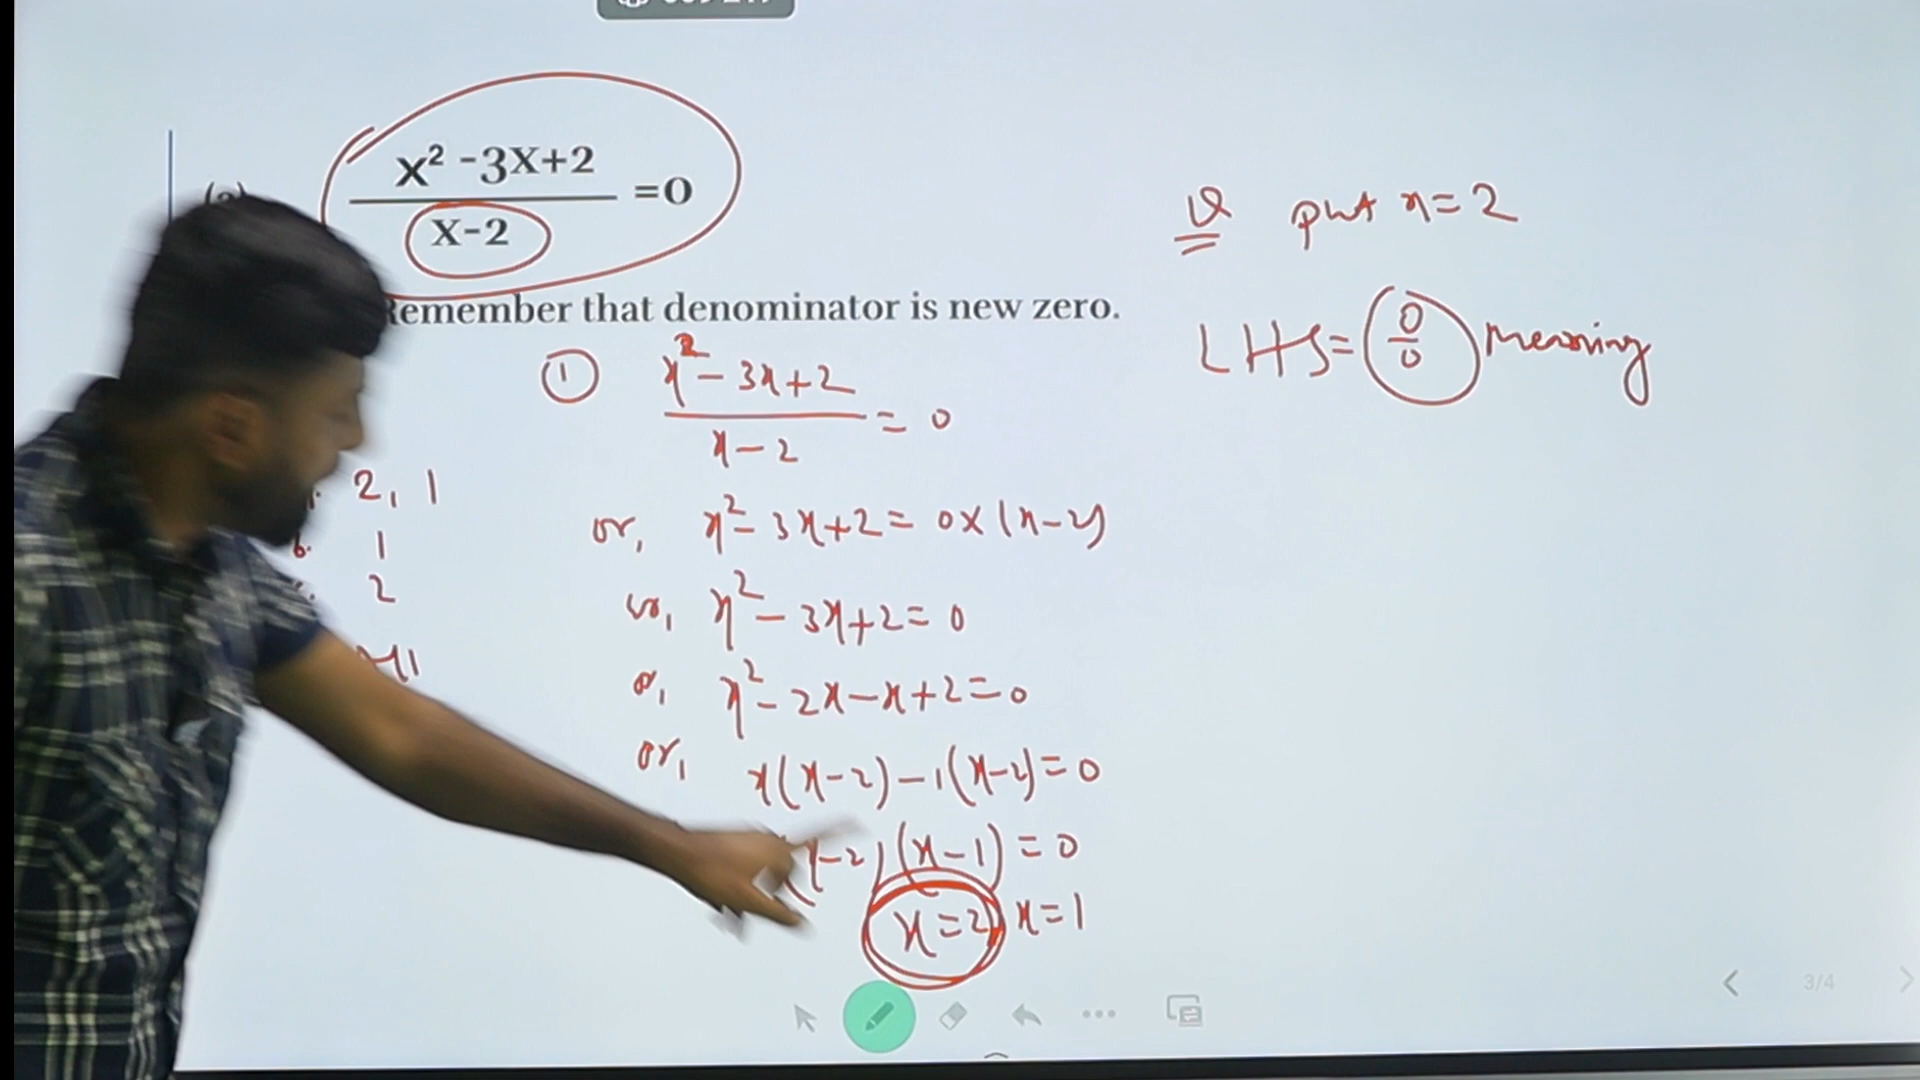 x² -3x+2
x-2
=0
Remember that denominator is new zero.
① x² - 3x + 2
x - 2
= 0
or, x² - 3x + 2 = 0 × (x - 2)
or, x² - 3x + 2 = 0
or, x² - 2x - x + 2 = 0
or, x(x - 2) - 1(x - 2) = 0
x - 2) (x - 1) = 0
x = 2, x = 1
2, 1
b. 1
2
put x = 2
LHS = 0/0 Meaning
3/4